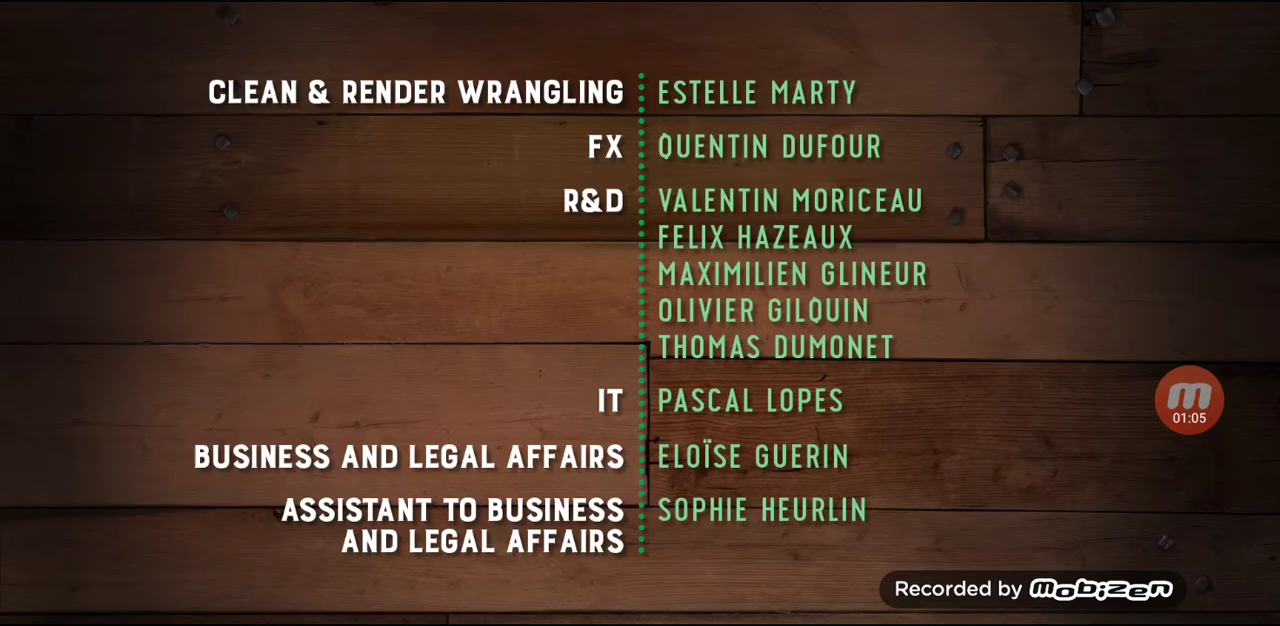 CLEAN & RENDER WRANGLING ESTELLE MARTY
FX QUENTIN DUFOUR
R&D VALENTIN MORICEAU
FELIX HAZEAUX
MAXIMILIEN GLINEUR
OLIVIER GILQUIN
THOMAS DUMONET
IT PASCAL LOPES
BUSINESS AND LEGAL AFFAIRS ELOÏSE GUERIN
ASSISTANT TO BUSINESS SOPHIE HEURLIN
AND LEGAL AFFAIRS
m
01:05
Recorded by mobizen